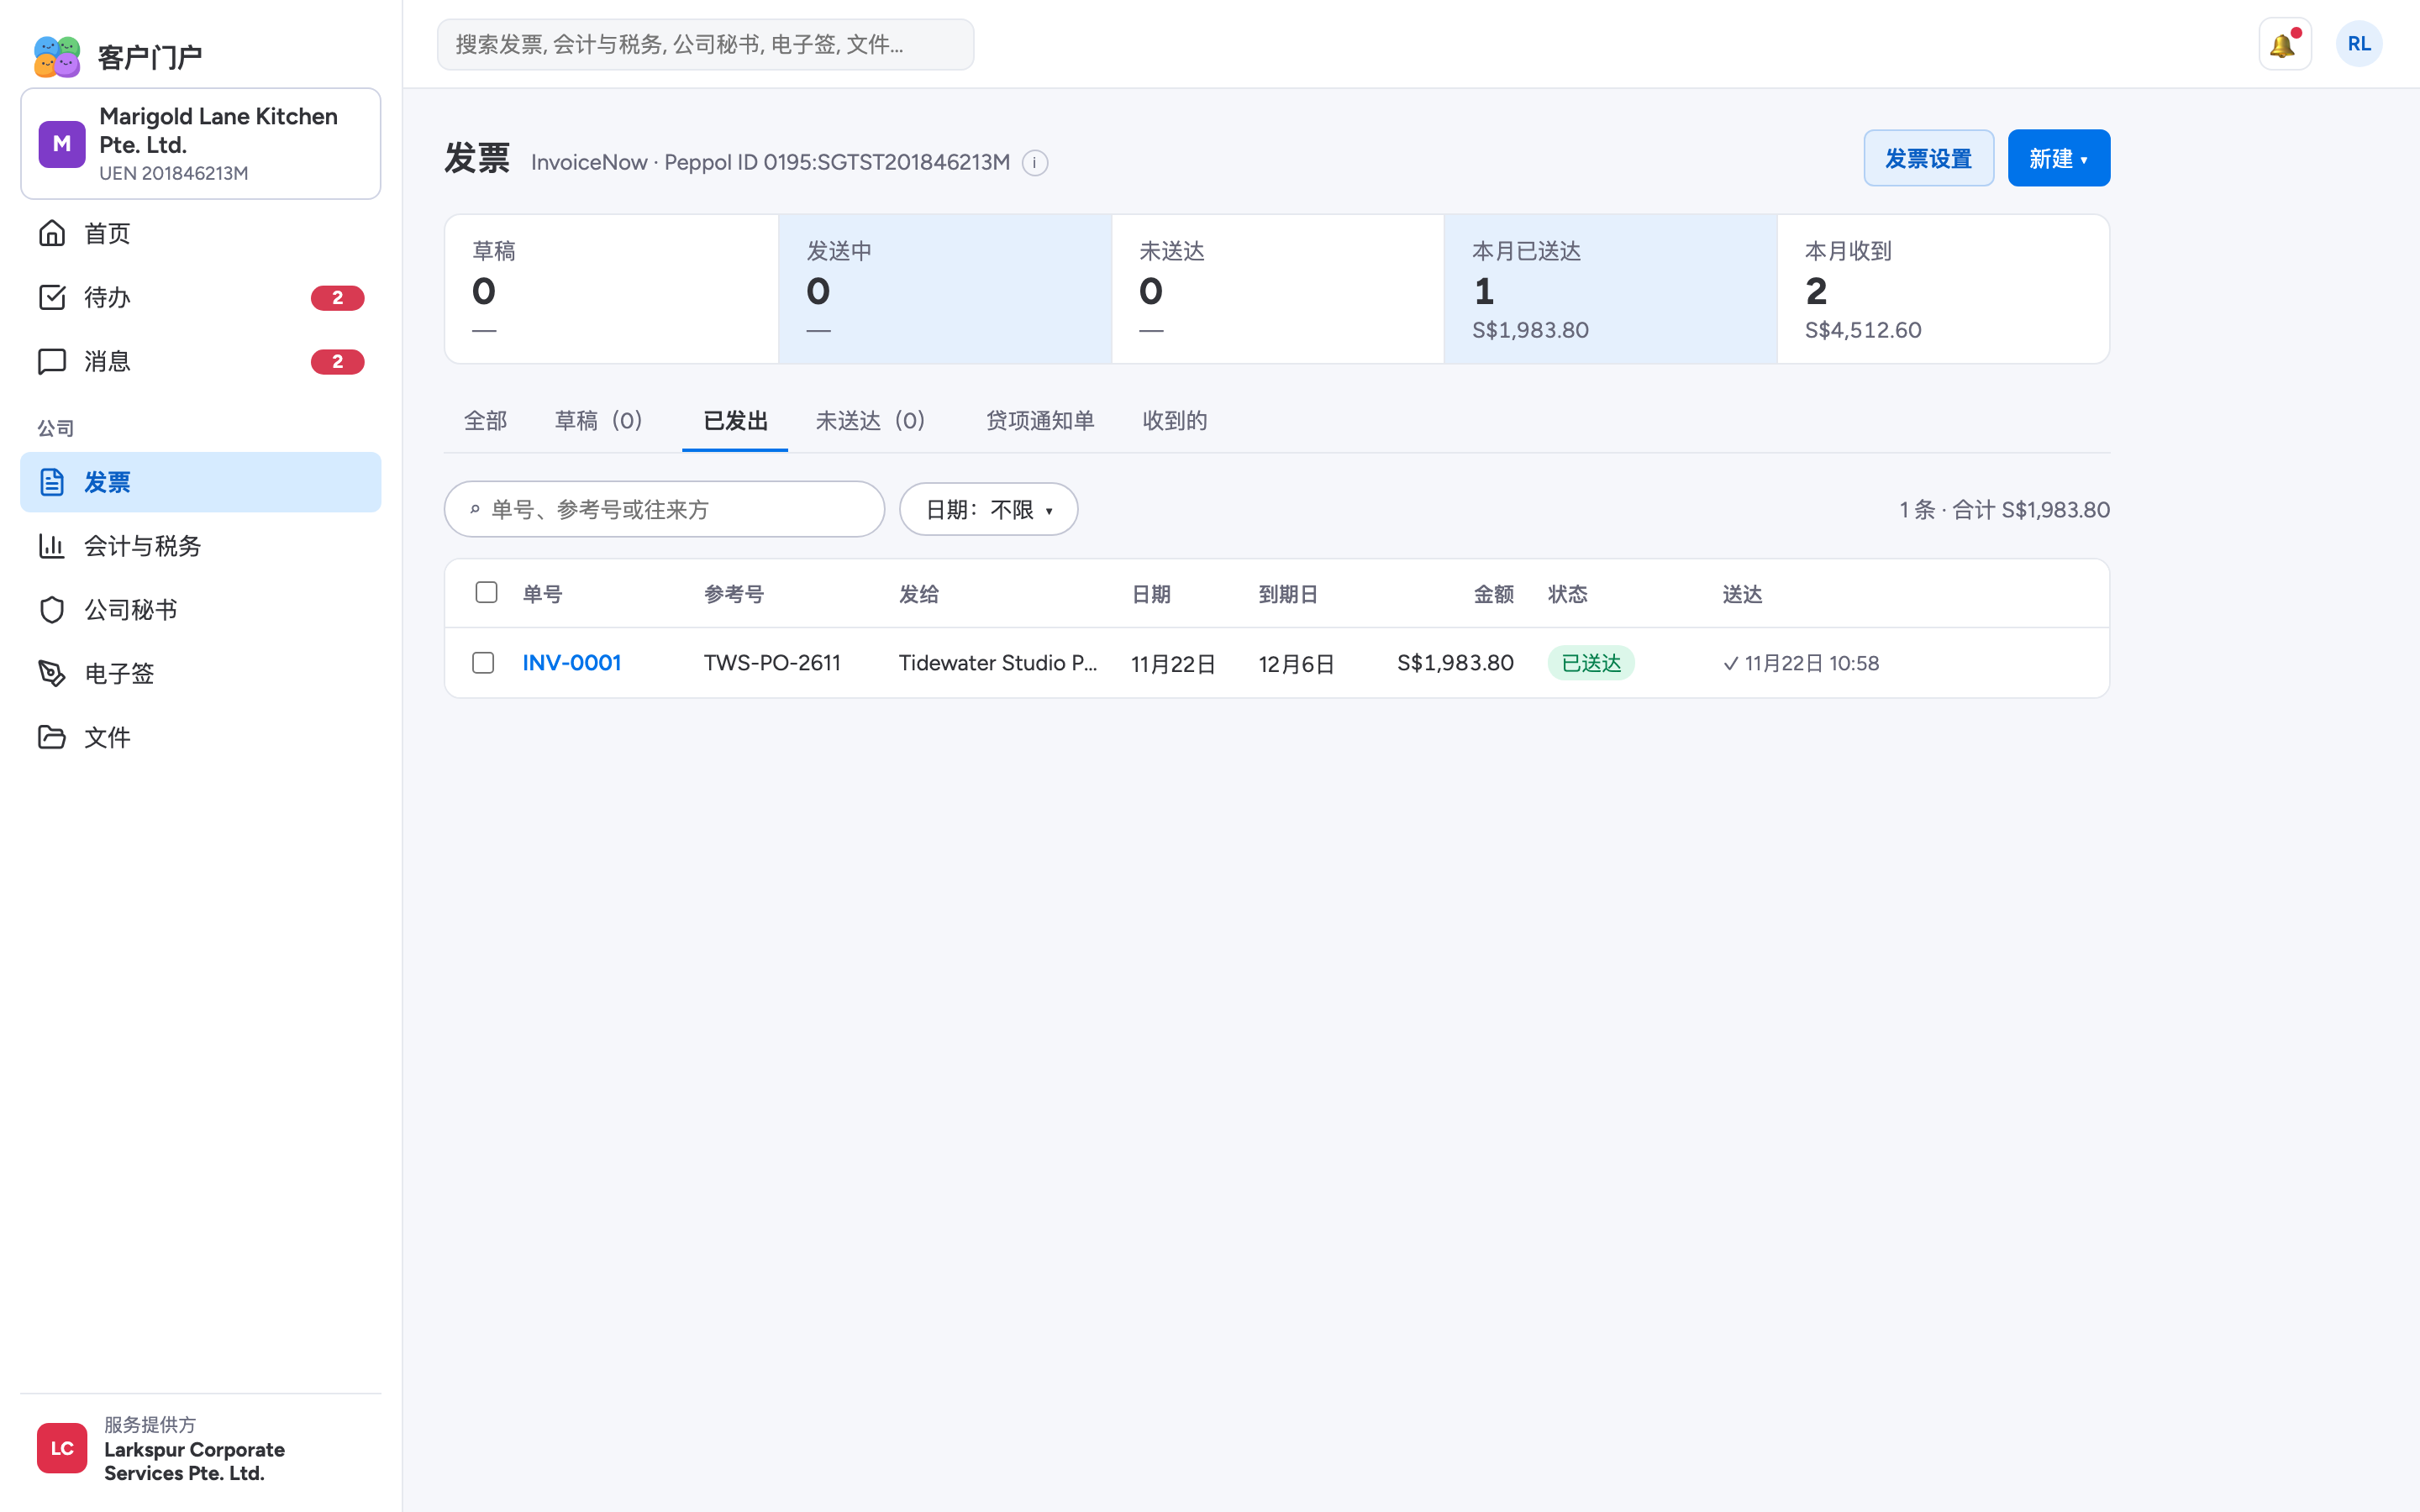 客户门户
M
Marigold Lane Kitchen
Pte. Ltd.
UEN 201846213M
首页
待办 2
消息 2
公司
发票
会计与税务
公司秘书
电子签
文件
服务提供方
LC
Larkspur Corporate
Services Pte. Ltd.
搜索发票, 会计与税务, 公司秘书, 电子签, 文件...
RL
发票 InvoiceNow · Peppol ID 0195:SGTST201846213M i
发票设置 新建 ▾
草稿 发送中 未送达 本月已送达 本月收到
0 0 0 1 2
— — — S$1,983.80 S$4,512.60
全部 草稿（0） 已发出 未送达（0） 贷项通知单 收到的
单号、参考号或往来方 日期：不限 ▾ 1 条 · 合计 S$1,983.80
单号 参考号 发给 日期 到期日 金额 状态 送达
INV-0001 TWS-PO-2611 Tidewater Studio P... 11月22日 12月6日 S$1,983.80 已送达 ✓ 11月22日 10:58